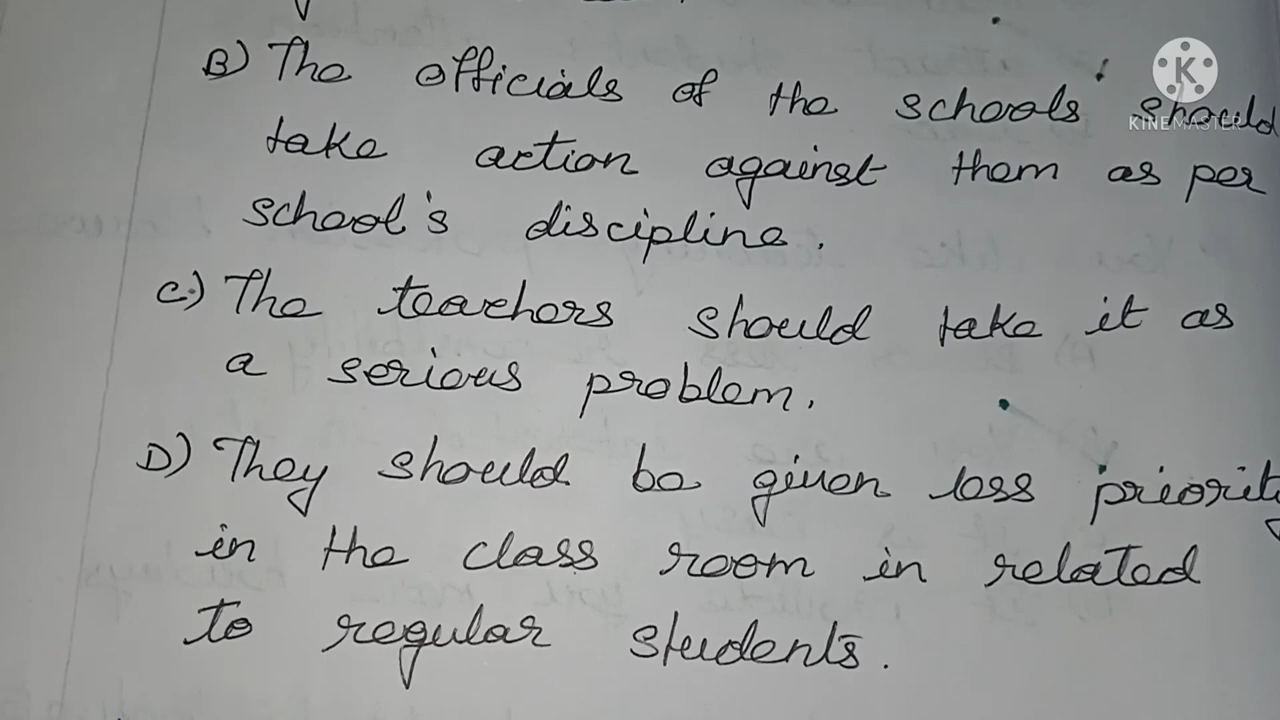 B) The officials of the schools should
take action against them as per
school's discipline.
C.) The teachers should take it as
a serious problem.
D) They should be given less priority
in the class room in related
to regular students.
KINEMASTER